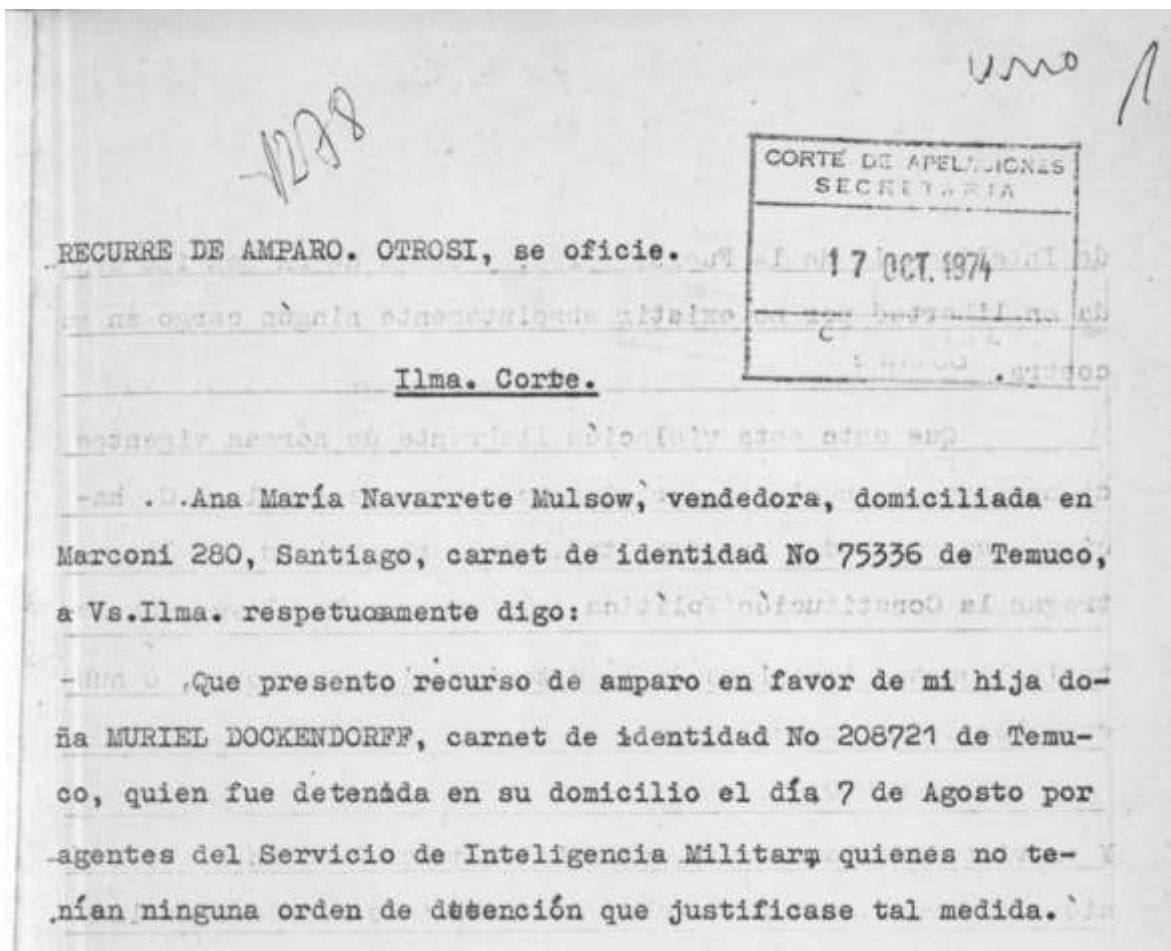 uno 1
1278
CORTE DE APELACIONES
SECRETARIA
17 OCT. 1974
RECURRE DE AMPARO. OTROSI, se oficie.
Ilma. Corte.
Ana María Navarrete Mulsow, vendedora, domiciliada en
Marconi 280, Santiago, carnet de identidad No 75336 de Temuco,
a Vs.Ilma. respetuosamente digo:
Que presento recurso de amparo en favor de mi hija do-
ña MURIEL DOCKENDORFF, carnet de identidad No 208721 de Temu-
co, quien fue detenida en su domicilio el día 7 de Agosto por
agentes del Servicio de Inteligencia Militar, quienes no te-
nían ninguna orden de detención que justificase tal medida.